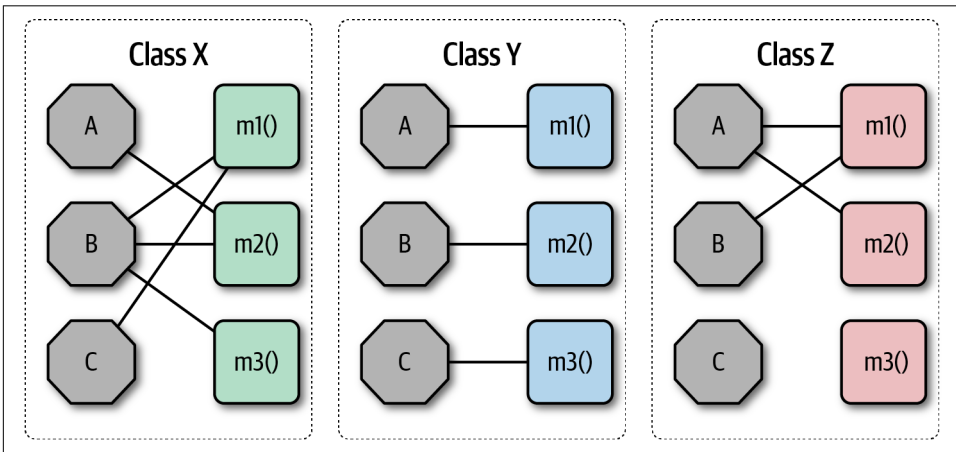 Class X
A
m1()
B
m2()
C
m3()
Class Y
A
m1()
B
m2()
C
m3()
Class Z
A
m1()
B
m2()
C
m3()